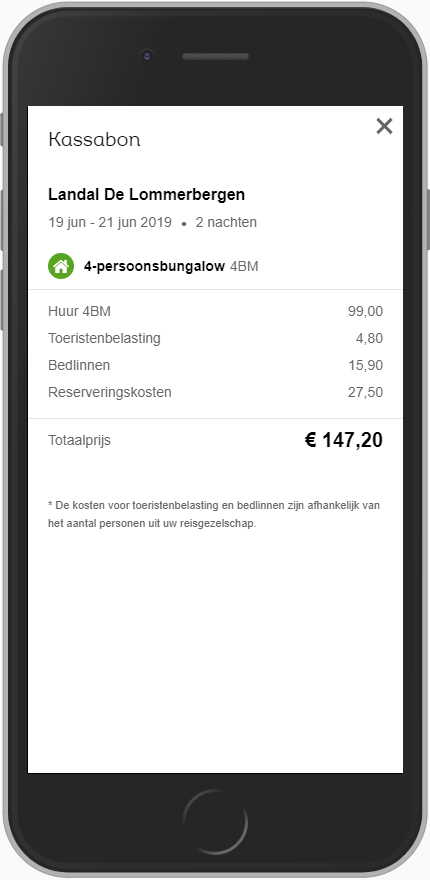 Kassabon
Landal De Lommerbergen
19 jun - 21 jun 2019 • 2 nachten
4-persoonsbungalow 4BM
Huur 4BM 99,00
Toeristenbelasting 4,80
Bedlinnen 15,90
Reserveringskosten 27,50
Totaalprijs € 147,20
* De kosten voor toeristenbelasting en bedlinnen zijn afhankelijk van
het aantal personen uit uw reisgezelschap.